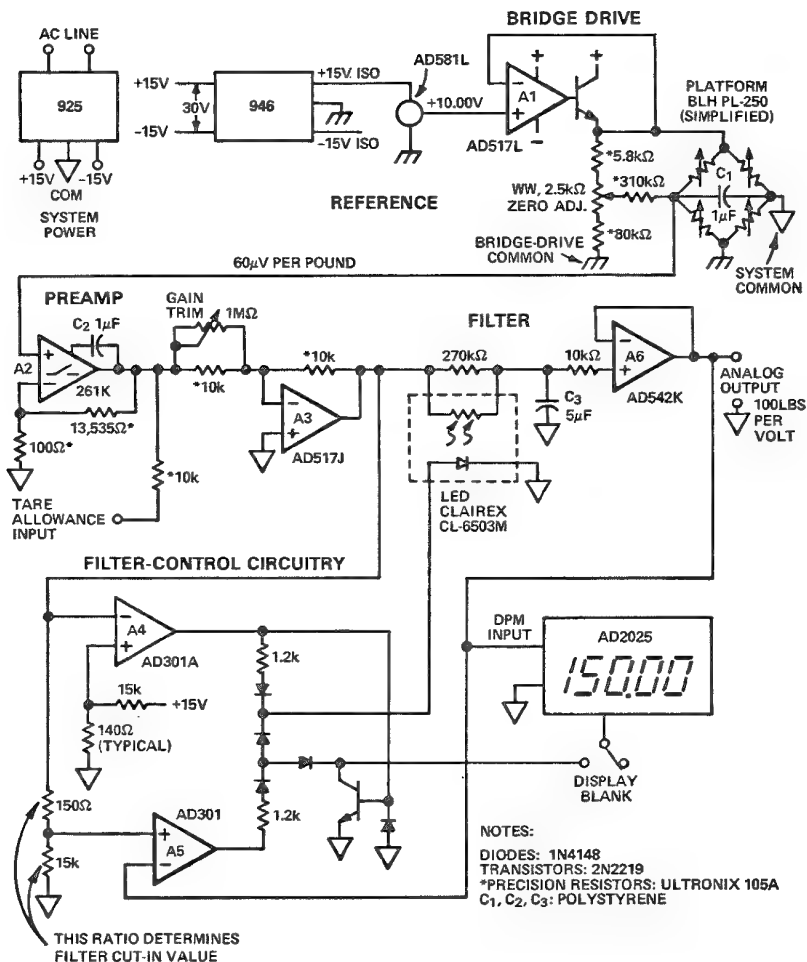 BRIDGE DRIVE
AC LINE
925
+15V
COM
-15V
SYSTEM
POWER
+15V
30V
-15V
946
+15V ISO
-15V ISO
AD581L
+10.00V
A1
+
-
AD517L
+
REFERENCE
*5.8kΩ
WW, 2.5kΩ
ZERO ADJ.
*310kΩ
*80kΩ
BRIDGE-DRIVE
COMMON
PLATFORM
BLH PL-250
(SIMPLIFIED)
C1
1μF
SYSTEM
COMMON
60μV PER POUND
PREAMP
C2 1μF
A2
+
-
261K
13,535Ω*
100Ω*
GAIN
TRIM
1MΩ
*10k
*10k
-
A3
+
AD517J
*10k
TARE
ALLOWANCE
INPUT
FILTER
270kΩ
10kΩ
C3
5μF
LED
CLAIREX
CL-6503M
-
A6
+
AD542K
ANALOG
OUTPUT
100LBS
PER
VOLT
FILTER-CONTROL CIRCUITRY
-
A4
+
AD301A
15k
+15V
140Ω
(TYPICAL)
1.2k
1.2k
150Ω
15k
AD301
+
A5
-
THIS RATIO DETERMINES
FILTER CUT-IN VALUE
DPM
INPUT
AD2025
150.00
DISPLAY
BLANK
NOTES:
DIODES: 1N4148
TRANSISTORS: 2N2219
*PRECISION RESISTORS: ULTRONIX 105A
C1, C2, C3: POLYSTYRENE